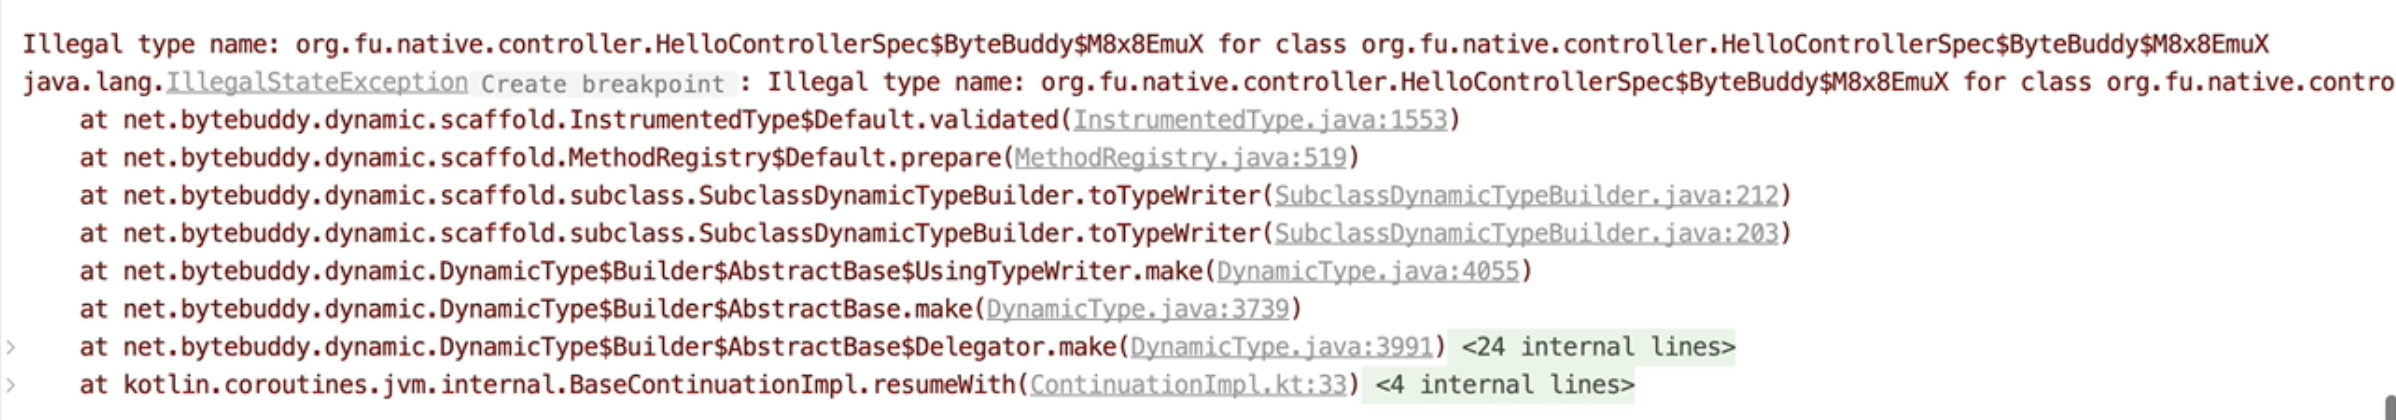 Illegal type name: org.fu.native.controller.HelloControllerSpec$ByteBuddy$M8x8EmuX for class org.fu.native.controller.HelloControllerSpec$ByteBuddy$M8x8EmuX
java.lang.IllegalStateException Create breakpoint : Illegal type name: org.fu.native.controller.HelloControllerSpec$ByteBuddy$M8x8EmuX for class org.fu.native.contro
at net.bytebuddy.dynamic.scaffold.InstrumentedType$Default.validated(InstrumentedType.java:1553)
at net.bytebuddy.dynamic.scaffold.MethodRegistry$Default.prepare(MethodRegistry.java:519)
at net.bytebuddy.dynamic.scaffold.subclass.SubclassDynamicTypeBuilder.toTypeWriter(SubclassDynamicTypeBuilder.java:212)
at net.bytebuddy.dynamic.scaffold.subclass.SubclassDynamicTypeBuilder.toTypeWriter(SubclassDynamicTypeBuilder.java:203)
at net.bytebuddy.dynamic.DynamicType$Builder$AbstractBase$UsingTypeWriter.make(DynamicType.java:4055)
at net.bytebuddy.dynamic.DynamicType$Builder$AbstractBase.make(DynamicType.java:3739)
at net.bytebuddy.dynamic.DynamicType$Builder$AbstractBase$Delegator.make(DynamicType.java:3991) <24 internal lines>
at kotlin.coroutines.jvm.internal.BaseContinuationImpl.resumeWith(ContinuationImpl.kt:33) <4 internal lines>